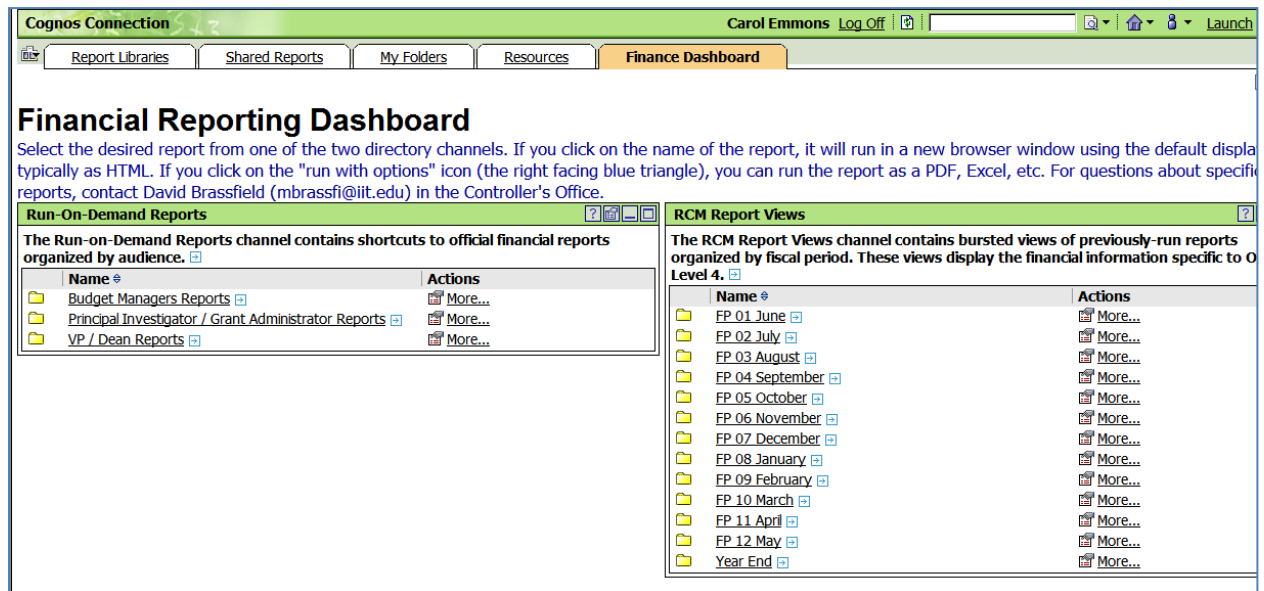 Cognos Connection
Carol Emmons Log Off Launch
Report Libraries Shared Reports My Folders Resources Finance Dashboard
Financial Reporting Dashboard
Select the desired report from one of the two directory channels. If you click on the name of the report, it will run in a new browser window using the default displa
typically as HTML. If you click on the "run with options" icon (the right facing blue triangle), you can run the report as a PDF, Excel, etc. For questions about specifi
reports, contact David Brassfield (mbrassfi@iit.edu) in the Controller's Office.
Run-On-Demand Reports
The Run-on-Demand Reports channel contains shortcuts to official financial reports
organized by audience.
Name Actions
Budget Managers Reports More...
Principal Investigator / Grant Administrator Reports More...
VP / Dean Reports More...
RCM Report Views
The RCM Report Views channel contains bursted views of previously-run reports
organized by fiscal period. These views display the financial information specific to O
Level 4.
Name Actions
FP 01 June More...
FP 02 July More...
FP 03 August More...
FP 04 September More...
FP 05 October More...
FP 06 November More...
FP 07 December More...
FP 08 January More...
FP 09 February More...
FP 10 March More...
FP 11 April More...
FP 12 May More...
Year End More...